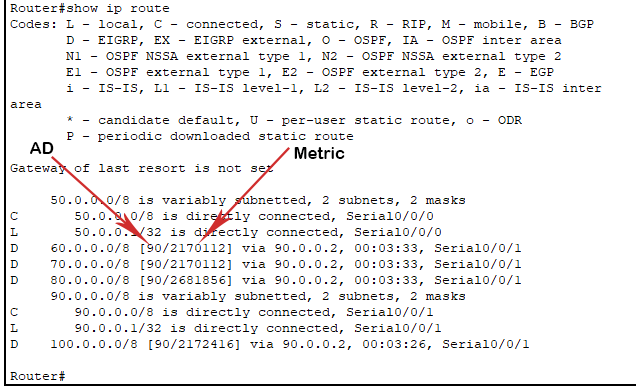 Router#show ip route
Codes: L - local, C - connected, S - static, R - RIP, M - mobile, B - BGP
D - EIGRP, EX - EIGRP external, O - OSPF, IA - OSPF inter area
N1 - OSPF NSSA external type 1, N2 - OSPF NSSA external type 2
E1 - OSPF external type 1, E2 - OSPF external type 2, E - EGP
i - IS-IS, L1 - IS-IS level-1, L2 - IS-IS level-2, ia - IS-IS inter
area
* - candidate default, U - per-user static route, o - ODR
P - periodic downloaded static route
AD
Metric
Gateway of last resort is not set
50.0.0.0/8 is variably subnetted, 2 subnets, 2 masks
C 50.0.0.0/8 is directly connected, Serial0/0/0
L 50.0.0.1/32 is directly connected, Serial0/0/0
D 60.0.0.0/8 [90/2170112] via 90.0.0.2, 00:03:33, Serial0/0/1
D 70.0.0.0/8 [90/2170112] via 90.0.0.2, 00:03:33, Serial0/0/1
D 80.0.0.0/8 [90/2681856] via 90.0.0.2, 00:03:33, Serial0/0/1
90.0.0.0/8 is variably subnetted, 2 subnets, 2 masks
C 90.0.0.0/8 is directly connected, Serial0/0/1
L 90.0.0.1/32 is directly connected, Serial0/0/1
D 100.0.0.0/8 [90/2172416] via 90.0.0.2, 00:03:26, Serial0/0/1
Router#